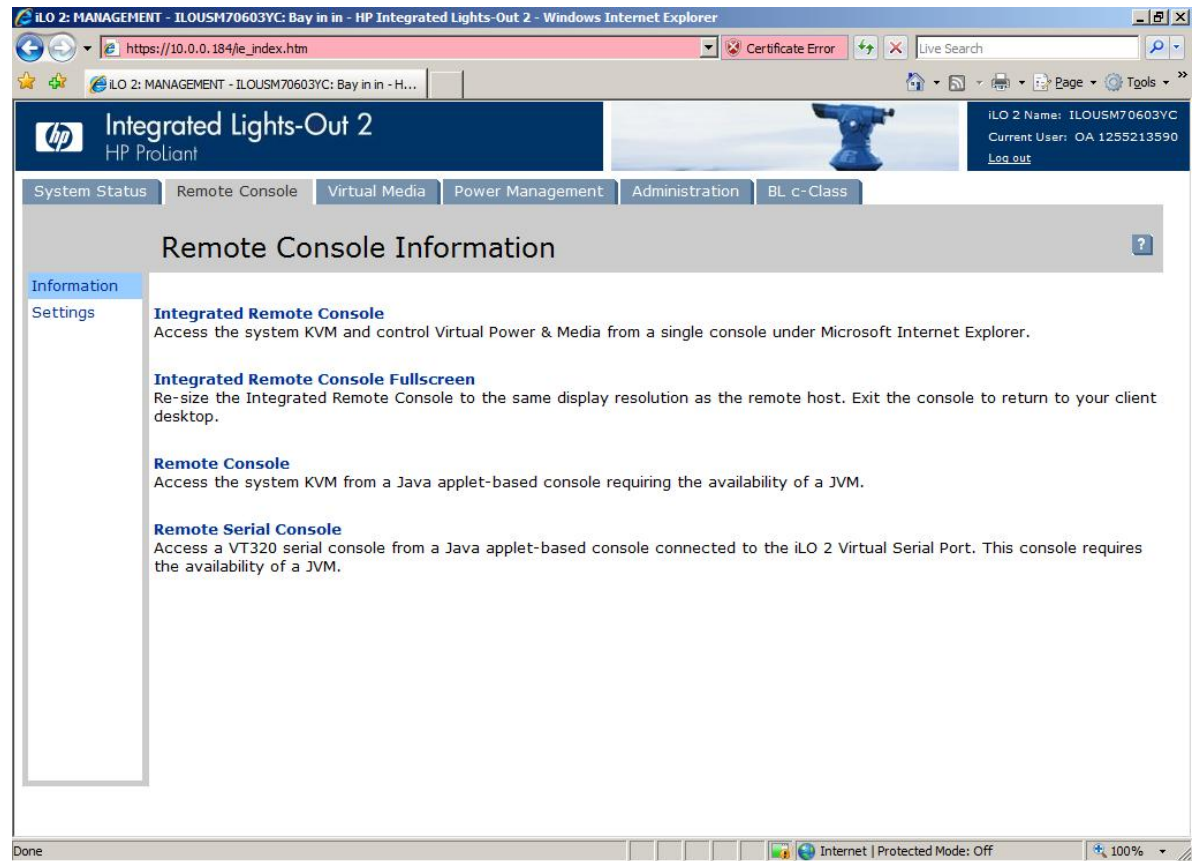 iLO 2: MANAGEMENT - ILOUSM70603YC: Bay in in - HP Integrated Lights-Out 2 - Windows Internet Explorer
https://10.0.0.184/ie_index.htm
Certificate Error
Live Search
iLO 2: MANAGEMENT - ILOUSM70603YC: Bay in in - H...
Page
Tools
hp
Integrated Lights-Out 2
HP ProLiant
iLO 2 Name: ILOUSM70603YC
Current User: OA 1255213590
Log out
System Status
Remote Console
Virtual Media
Power Management
Administration
BL c-Class
Remote Console Information
?
Information
Settings
Integrated Remote Console
Access the system KVM and control Virtual Power & Media from a single console under Microsoft Internet Explorer.
Integrated Remote Console Fullscreen
Re-size the Integrated Remote Console to the same display resolution as the remote host. Exit the console to return to your client
desktop.
Remote Console
Access the system KVM from a Java applet-based console requiring the availability of a JVM.
Remote Serial Console
Access a VT320 serial console from a Java applet-based console connected to the iLO 2 Virtual Serial Port. This console requires
the availability of a JVM.
Done
Internet | Protected Mode: Off
100%